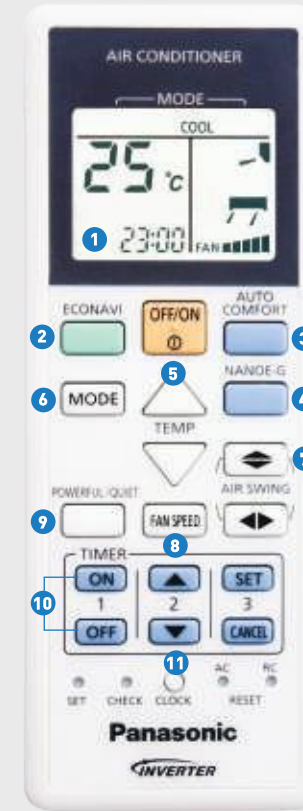 AIR CONDITIONER
MODE
COOL
25 °C
1 23:00 FAN
ECONAVI OFF/ON AUTO COMFORT
2 3
5 NANOE-G
6 MODE 4
TEMP
7
POWERFUL/QUIET AIR SWING
9 FAN SPEED
8
TIMER
ON SET
10 1 2 3
OFF CANCEL
11
SET CHECK CLOCK AC RC
RESET
Panasonic
INVERTER